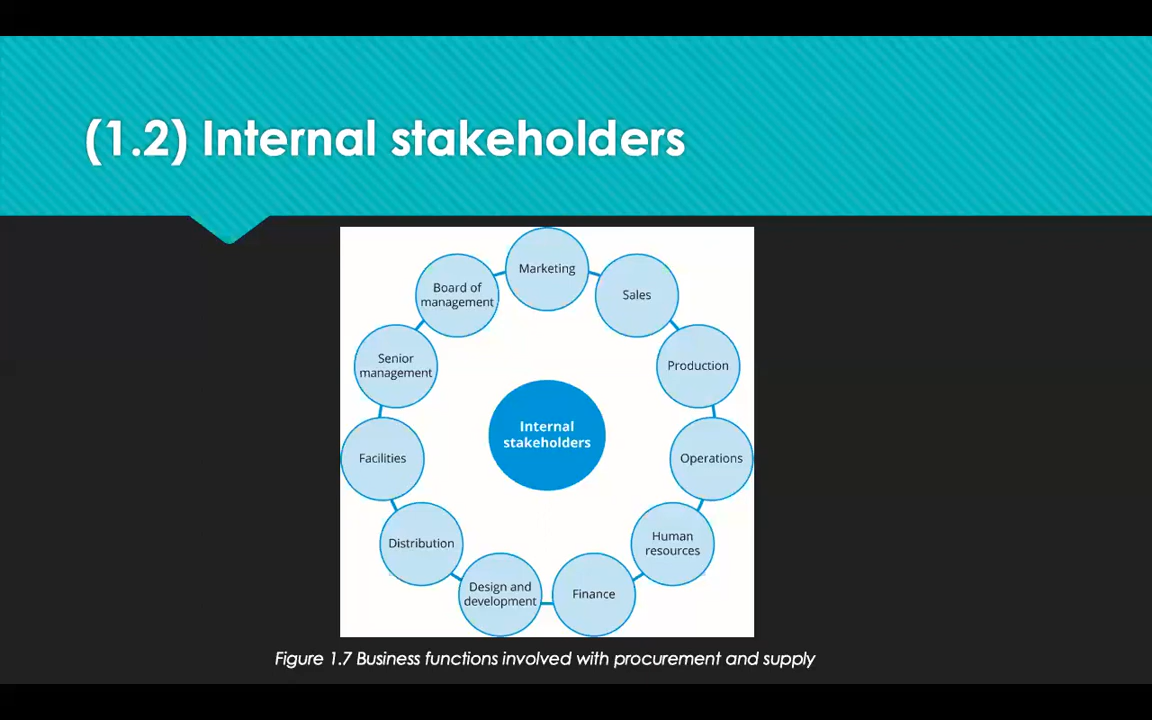 (1.2) Internal stakeholders
Marketing
Sales
Production
Operations
Human
resources
Finance
Design and
development
Distribution
Facilities
Senior
management
Board of
management
Internal
stakeholders
Figure 1.7 Business functions involved with procurement and supply